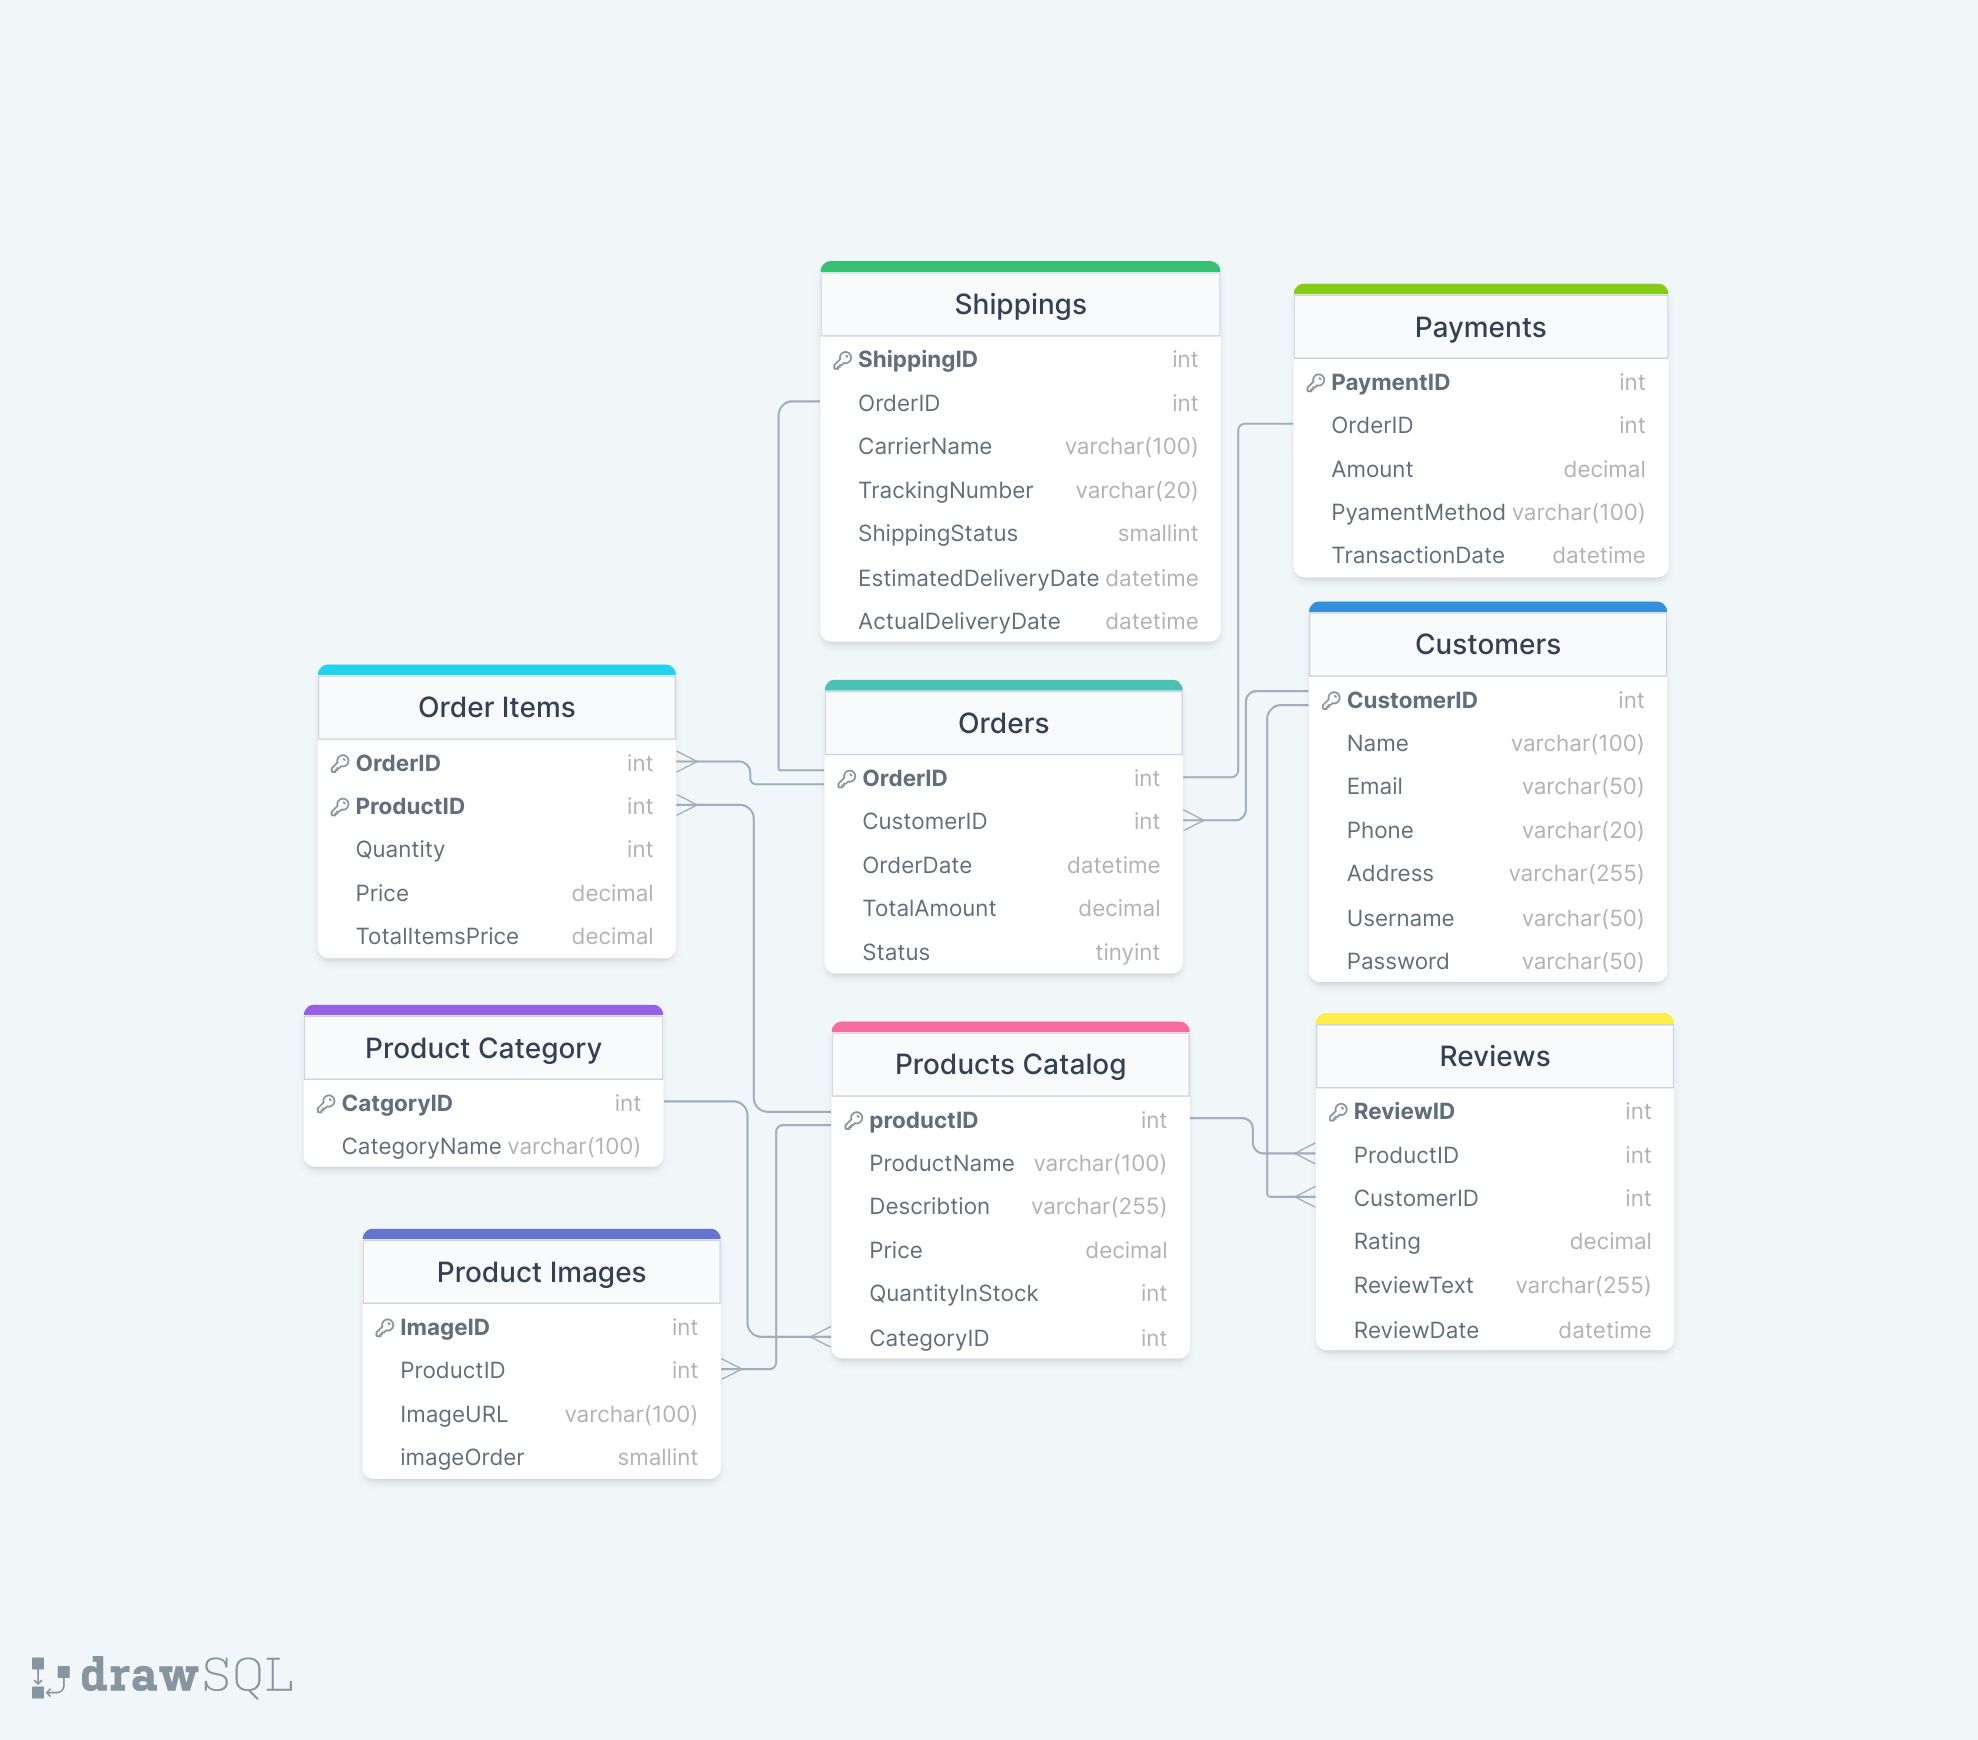 Shippings
ShippingID int
OrderID int
CarrierName varchar(100)
TrackingNumber varchar(20)
ShippingStatus smallint
EstimatedDeliveryDate datetime
ActualDeliveryDate datetime
Payments
PaymentID int
OrderID int
Amount decimal
PyamentMethod varchar(100)
TransactionDate datetime
Order Items
OrderID int
ProductID int
Quantity int
Price decimal
TotalItemsPrice decimal
Orders
OrderID int
CustomerID int
OrderDate datetime
TotalAmount decimal
Status tinyint
Customers
CustomerID int
Name varchar(100)
Email varchar(50)
Phone varchar(20)
Address varchar(255)
Username varchar(50)
Password varchar(50)
Product Category
CatgoryID int
CategoryName varchar(100)
Products Catalog
productID int
ProductName varchar(100)
Describtion varchar(255)
Price decimal
QuantityInStock int
CategoryID int
Reviews
ReviewID int
ProductID int
CustomerID int
Rating decimal
ReviewText varchar(255)
ReviewDate datetime
Product Images
ImageID int
ProductID int
ImageURL varchar(100)
imageOrder smallint
drawSQL